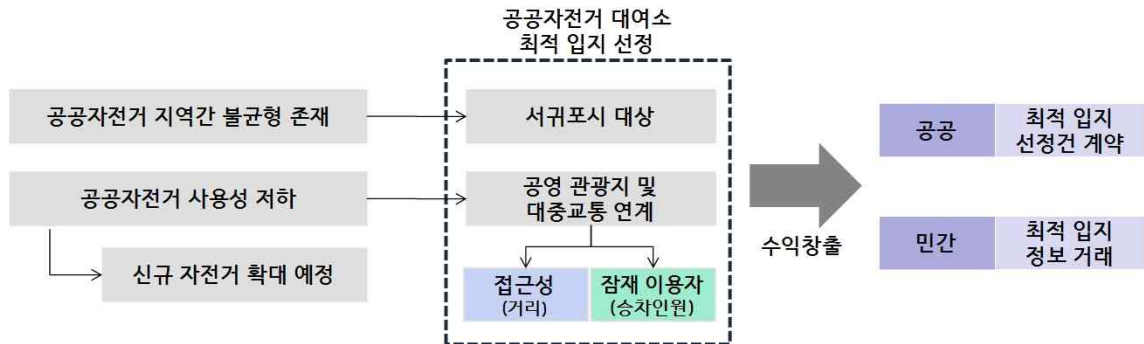 공공자전거 대여소
최적 입지 선정
공공자전거 지역간 불균형 존재
서귀포시 대상
공공자전거 사용성 저하
공영 관광지 및
대중교통 연계
신규 자전거 확대 예정
접근성
(거리)
잠재 이용자
(승차인원)
수익창출
공공
최적 입지
선정건 계약
민간
최적 입지
정보 거래